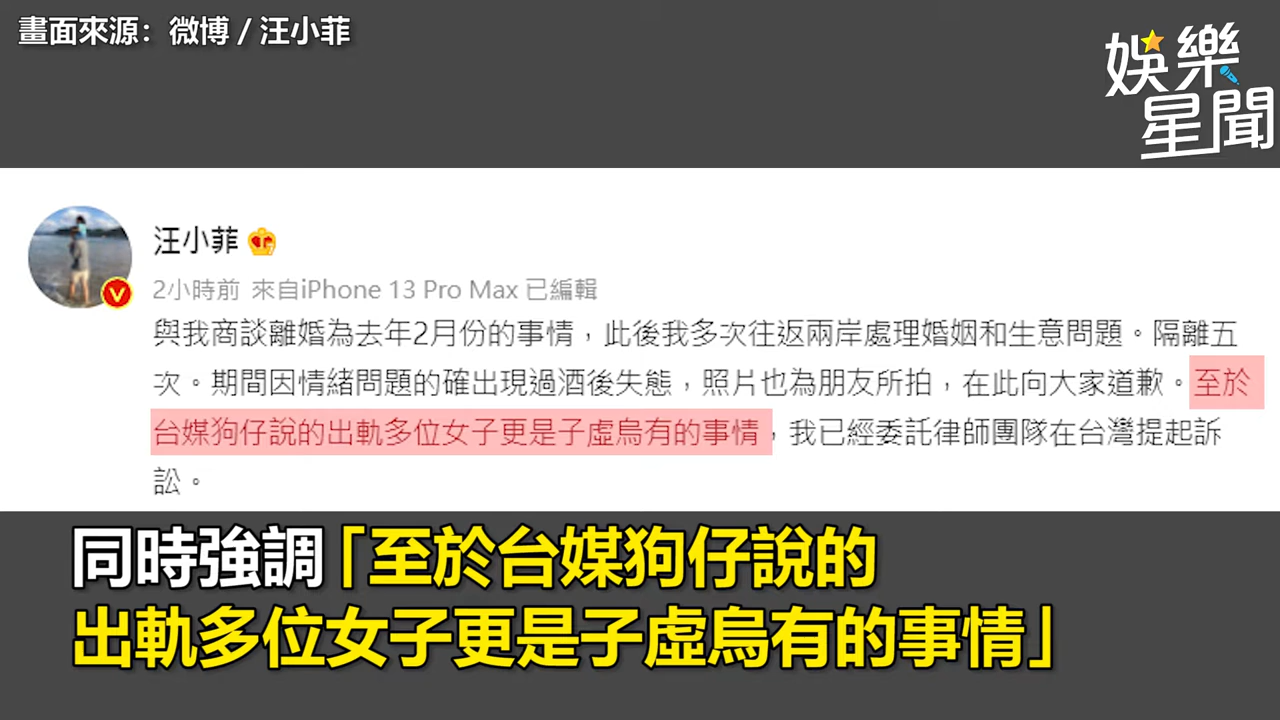 畫面來源：微博 / 汪小菲
娛樂
星聞
汪小菲
2小時前 來自iPhone 13 Pro Max 已編輯
與我商談離婚為去年2月份的事情，此後我多次往返兩岸處理婚姻和生意問題。隔離五
次。期間因情緒問題的確出現過酒後失態，照片也為朋友所拍，在此向大家道歉。至於
台媒狗仔說的出軌多位女子更是子虛烏有的事情，我已經委託律師團隊在台灣提起訴
訟。
同時強調「至於台媒狗仔說的
出軌多位女子更是子虛烏有的事情」